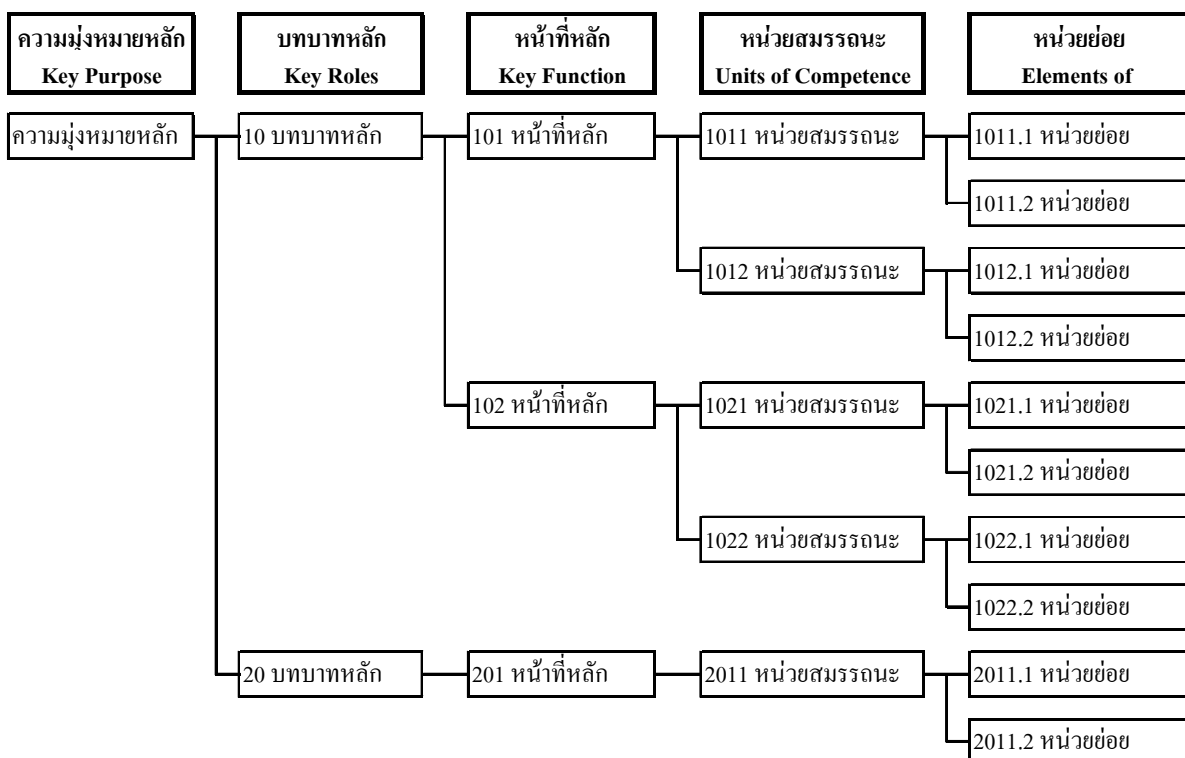 ความมุ่งหมายหลัก
Key Purpose
บทบาทหลัก
Key Roles
หน้าที่หลัก
Key Function
หน่วยสมรรถนะ
Units of Competence
หน่วยย่อย
Elements of
ความมุ่งหมายหลัก
10 บทบาทหลัก
101 หน้าที่หลัก
1011 หน่วยสมรรถนะ
1011.1 หน่วยย่อย
1011.2 หน่วยย่อย
1012 หน่วยสมรรถนะ
1012.1 หน่วยย่อย
1012.2 หน่วยย่อย
102 หน้าที่หลัก
1021 หน่วยสมรรถนะ
1021.1 หน่วยย่อย
1021.2 หน่วยย่อย
1022 หน่วยสมรรถนะ
1022.1 หน่วยย่อย
1022.2 หน่วยย่อย
20 บทบาทหลัก
201 หน้าที่หลัก
2011 หน่วยสมรรถนะ
2011.1 หน่วยย่อย
2011.2 หน่วยย่อย